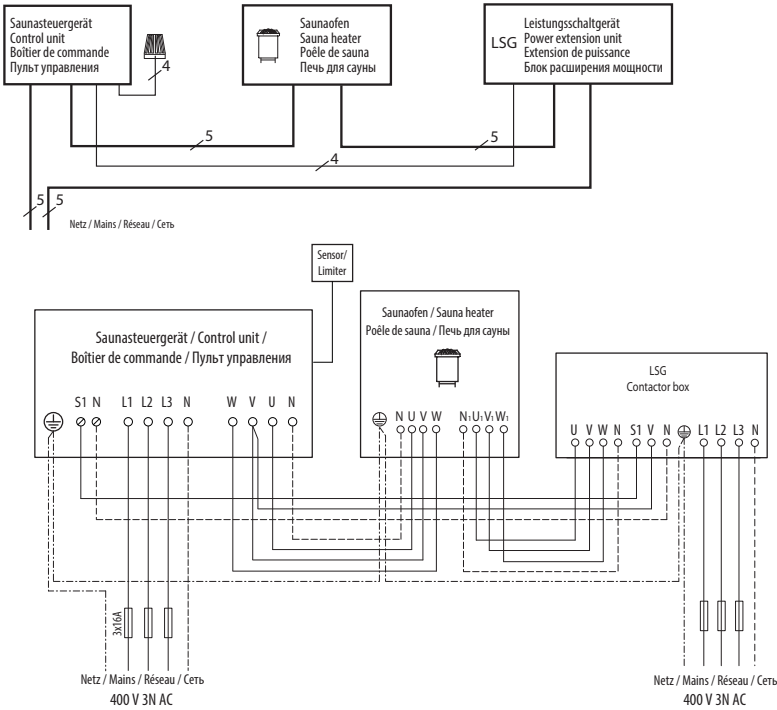 Saunasteuergerät
Control unit
Boîtier de commande
Пульт управления
4
Saunaofen
Sauna heater
Poêle de sauna
Печь для сауны
LSG
Leistungsschaltgerät
Power extension unit
Extension de puissance
Блок расширения мощности
5
5
4
5
5
Netz / Mains / Réseau / Сеть
Sensor/
Limiter
Saunasteuergerät / Control unit /
Boîtier de commande / Пульт управления
S1 N L1 L2 L3 N W V U N
Saunaofen / Sauna heater
Poêle de sauna / Печь для сауны
N U V W N1 U1 V1 W1
LSG
Contactor box
U V W N S1 V N L1 L2 L3 N
3x16A
Netz / Mains / Réseau / Сеть
400 V 3N AC
Netz / Mains / Réseau / Сеть
400 V 3N AC